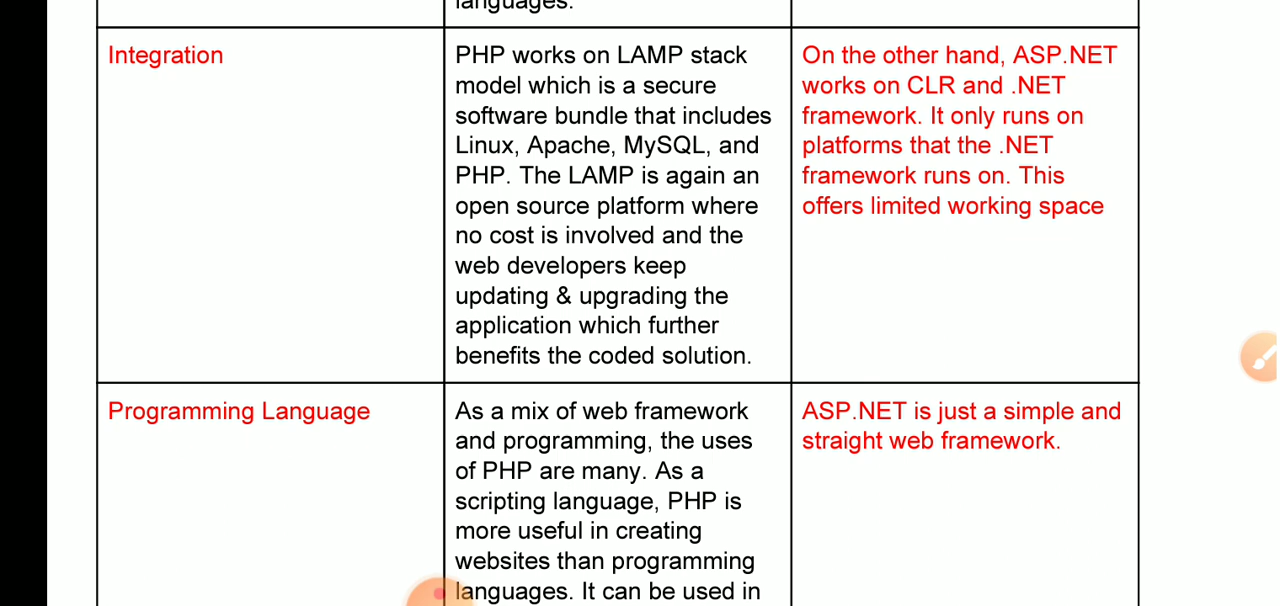 languages.
Integration
PHP works on LAMP stack
model which is a secure
software bundle that includes
Linux, Apache, MySQL, and
PHP. The LAMP is again an
open source platform where
no cost is involved and the
web developers keep
updating & upgrading the
application which further
benefits the coded solution.
On the other hand, ASP.NET
works on CLR and .NET
framework. It only runs on
platforms that the .NET
framework runs on. This
offers limited working space
Programming Language
As a mix of web framework
and programming, the uses
of PHP are many. As a
scripting language, PHP is
more useful in creating
websites than programming
languages. It can be used in
ASP.NET is just a simple and
straight web framework.